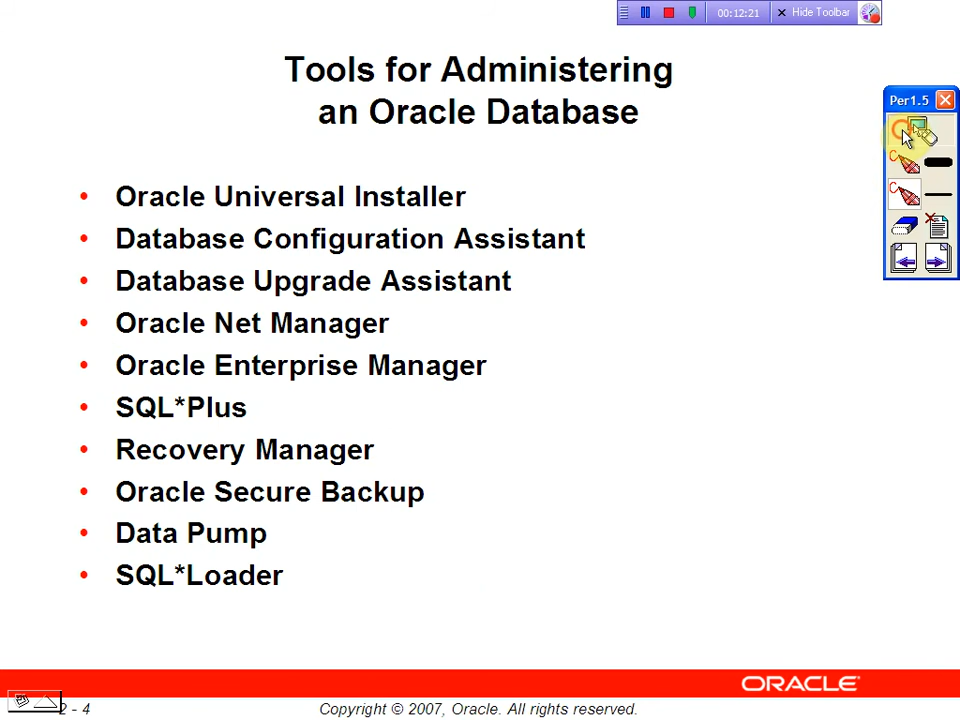 00:12:21
Hide Toolbar
Tools for Administering
an Oracle Database
Per1.5
• Oracle Universal Installer
• Database Configuration Assistant
• Database Upgrade Assistant
• Oracle Net Manager
• Oracle Enterprise Manager
• SQL*Plus
• Recovery Manager
• Oracle Secure Backup
• Data Pump
• SQL*Loader
ORACLE
2 - 4
Copyright © 2007, Oracle. All rights reserved.